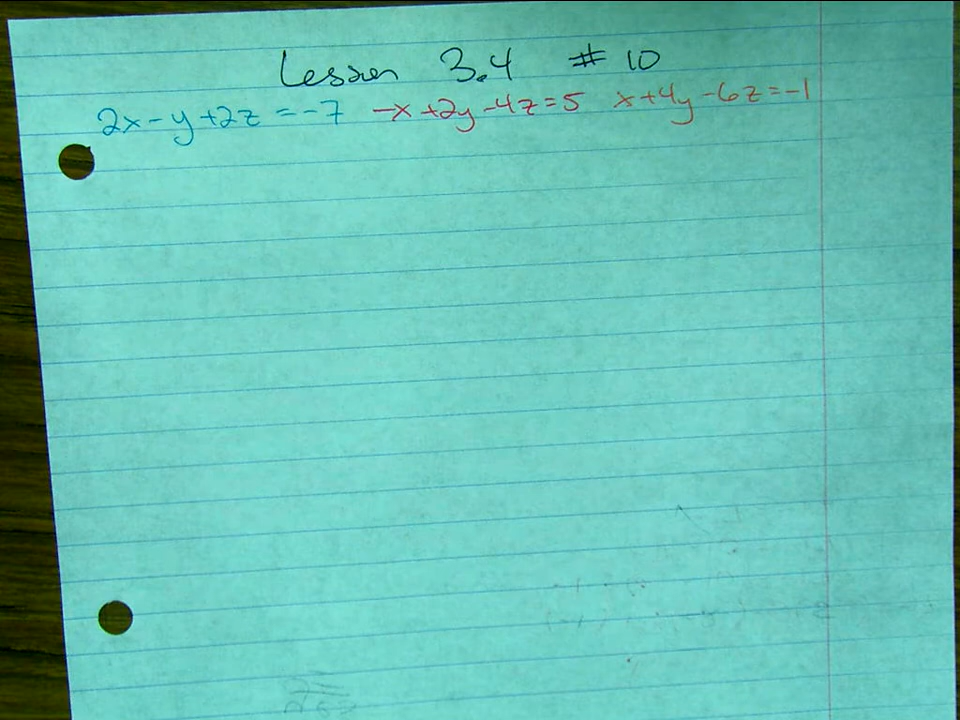 Lesson 3.4 # 10
2x - y + 2z = -7 -x + 2y - 4z = 5 x + 4y - 6z = -1